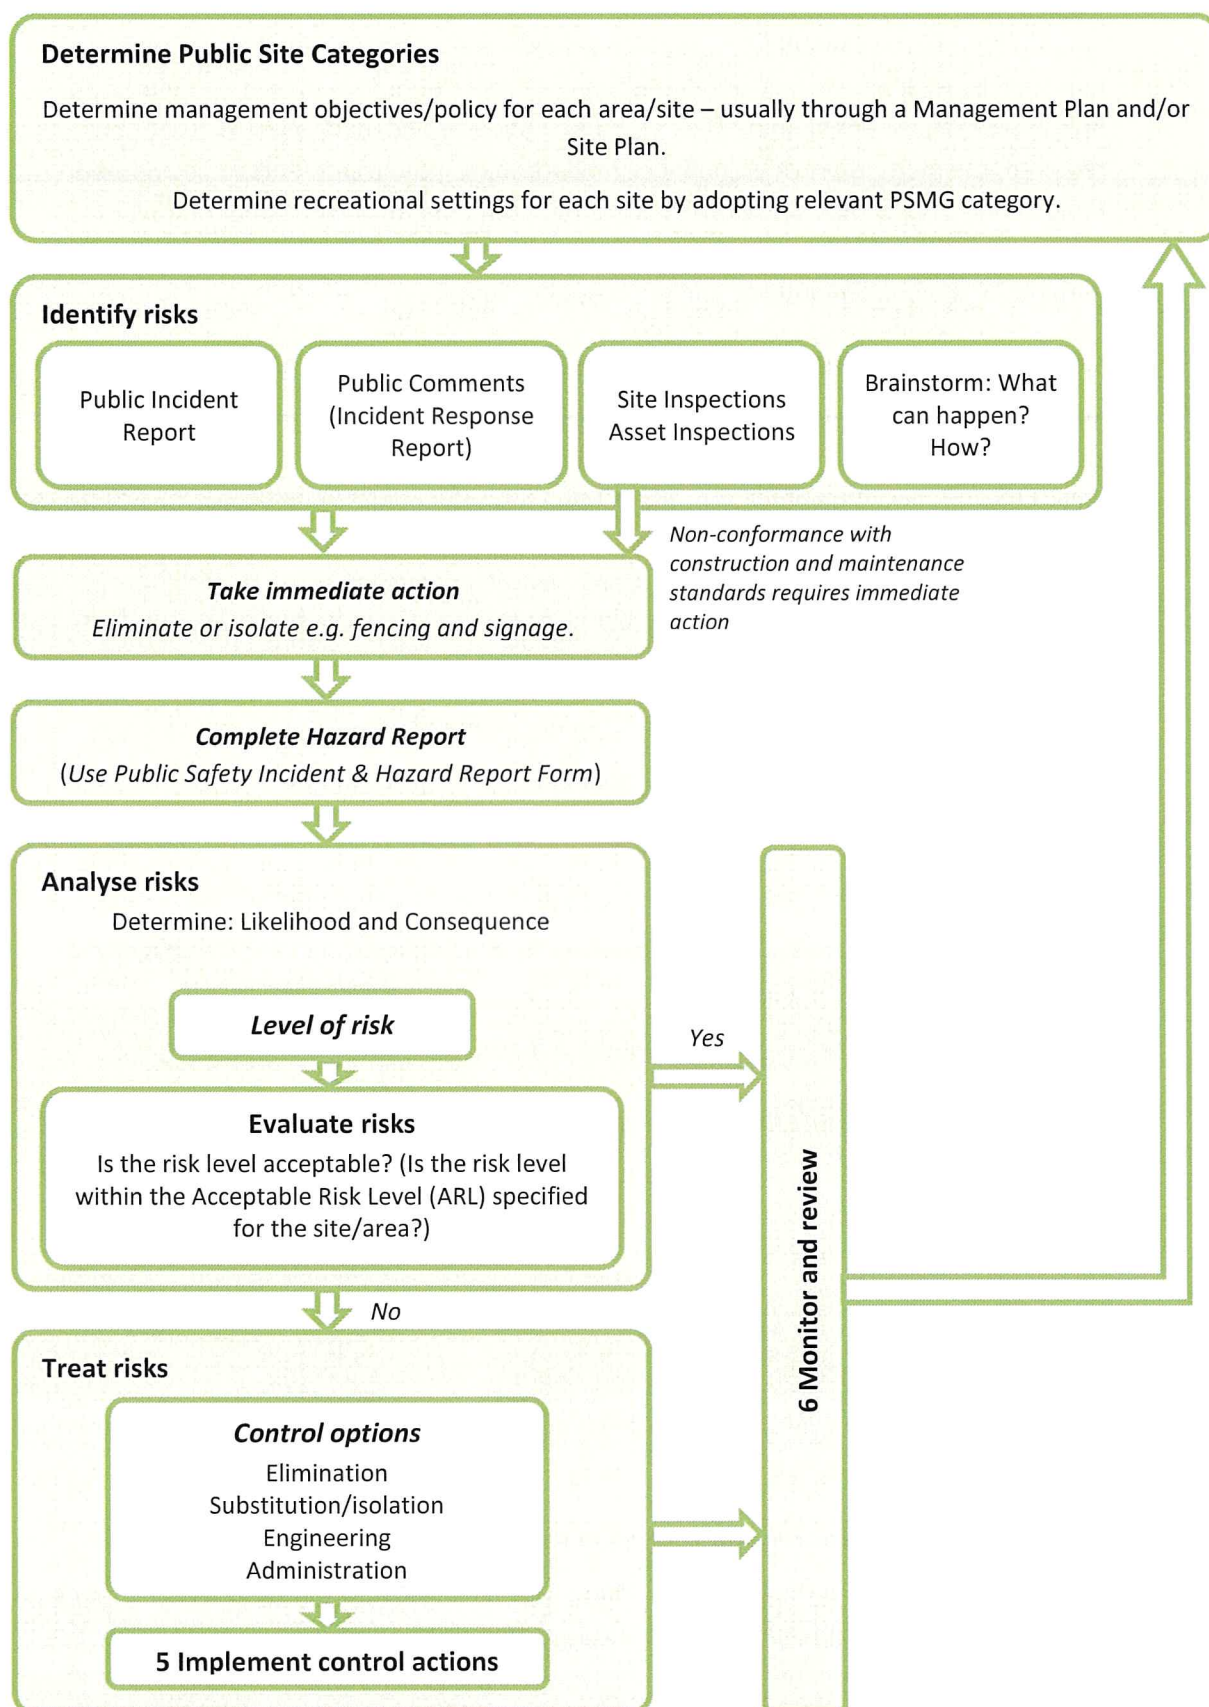 Determine Public Site Categories
Determine management objectives/policy for each area/site – usually through a Management Plan and/or
Site Plan.
Determine recreational settings for each site by adopting relevant PSMG category.
Identify risks
Public Incident
Report
Public Comments
(Incident Response
Report)
Site Inspections
Asset Inspections
Brainstorm: What
can happen?
How?
Non-conformance with
construction and maintenance
standards requires immediate
action
Take immediate action
Eliminate or isolate e.g. fencing and signage.
Complete Hazard Report
(Use Public Safety Incident & Hazard Report Form)
Analyse risks
Determine: Likelihood and Consequence
Level of risk
Yes
Evaluate risks
Is the risk level acceptable? (Is the risk level
within the Acceptable Risk Level (ARL) specified
for the site/area?)
No
6 Monitor and review
Treat risks
Control options
Elimination
Substitution/isolation
Engineering
Administration
5 Implement control actions